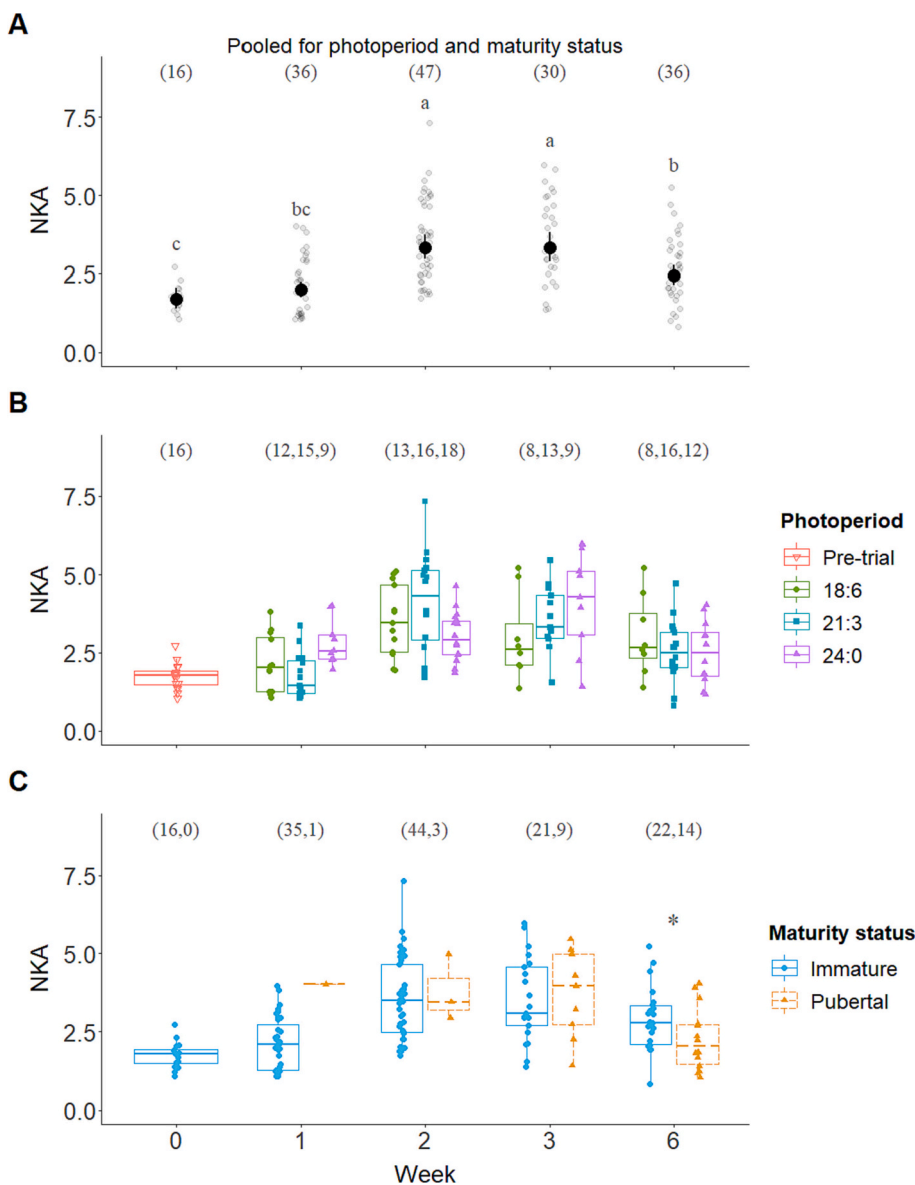 A
Pooled for photoperiod and maturity status
(16) (36) (47) (30) (36)
a
a
b
bc
c
7.5
5.0
2.5
0.0
NKA
B
(16) (12,15,9) (13,16,18) (8,13,9) (8,16,12)
7.5
5.0
2.5
0.0
NKA
Photoperiod
Pre-trial
18:6
21:3
24:0
C
(16,0) (35,1) (44,3) (21,9) (22,14)
*
7.5
5.0
2.5
0.0
NKA
Maturity status
Immature
Pubertal
0 1 2 3 6
Week